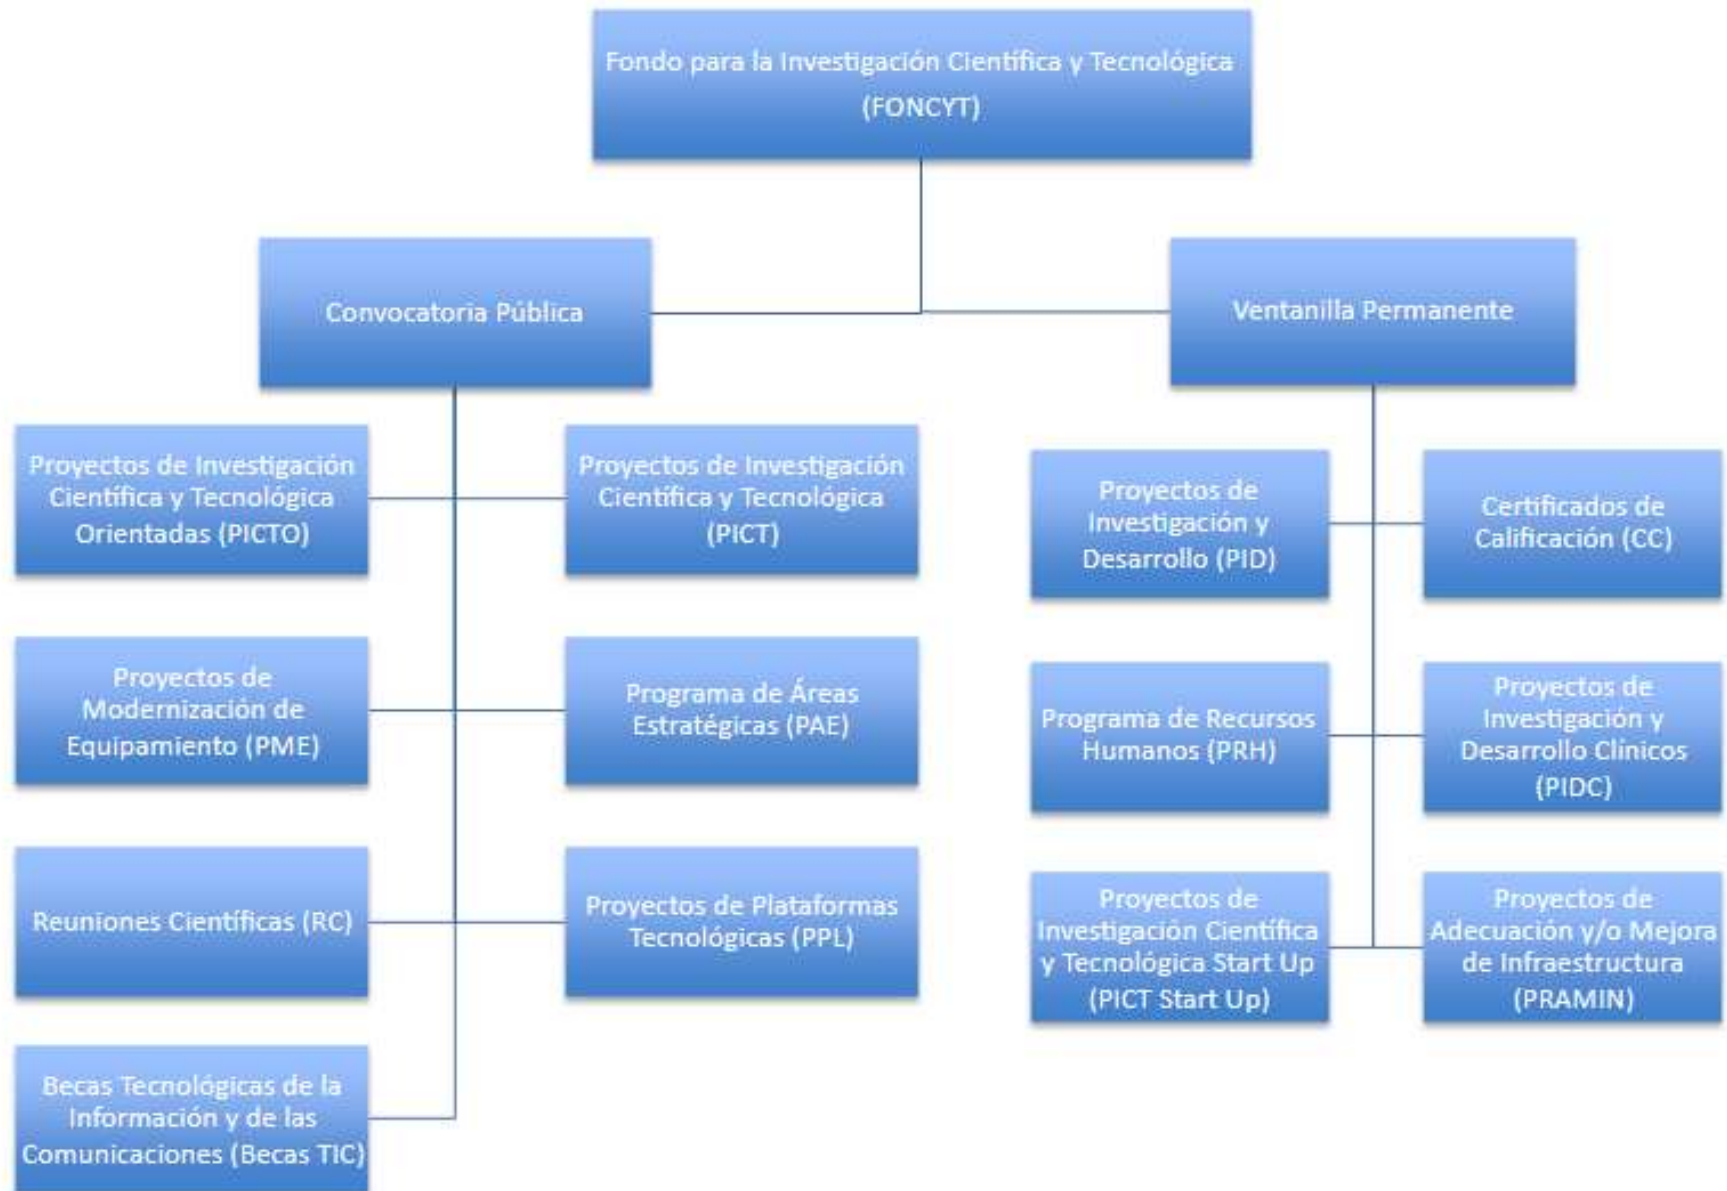 Fondo para la Investigación Científica y Tecnológica
(FONCYT)
Convocatoria Pública
Ventanilla Permanente
Proyectos de Investigación
Científica y Tecnológica
Orientadas (PICTO)
Proyectos de Investigación
Científica y Tecnológica
(PICT)
Proyectos de
Modernización de
Equipamiento (PME)
Programa de Áreas
Estratégicas (PAE)
Reuniones Científicas (RC)
Proyectos de Plataformas
Tecnológicas (PPL)
Becas Tecnológicas de la
Información y de las
Comunicaciones (Becas TIC)
Proyectos de
Investigación y
Desarrollo (PID)
Certificados de
Calificación (CC)
Programa de Recursos
Humanos (PRH)
Proyectos de
Investigación y
Desarrollo Clínicos
(PIDC)
Proyectos de
Investigación Científica
y Tecnológica Start Up
(PICT Start Up)
Proyectos de
Adecuación y/o Mejora
de Infraestructura
(PRAMIN)